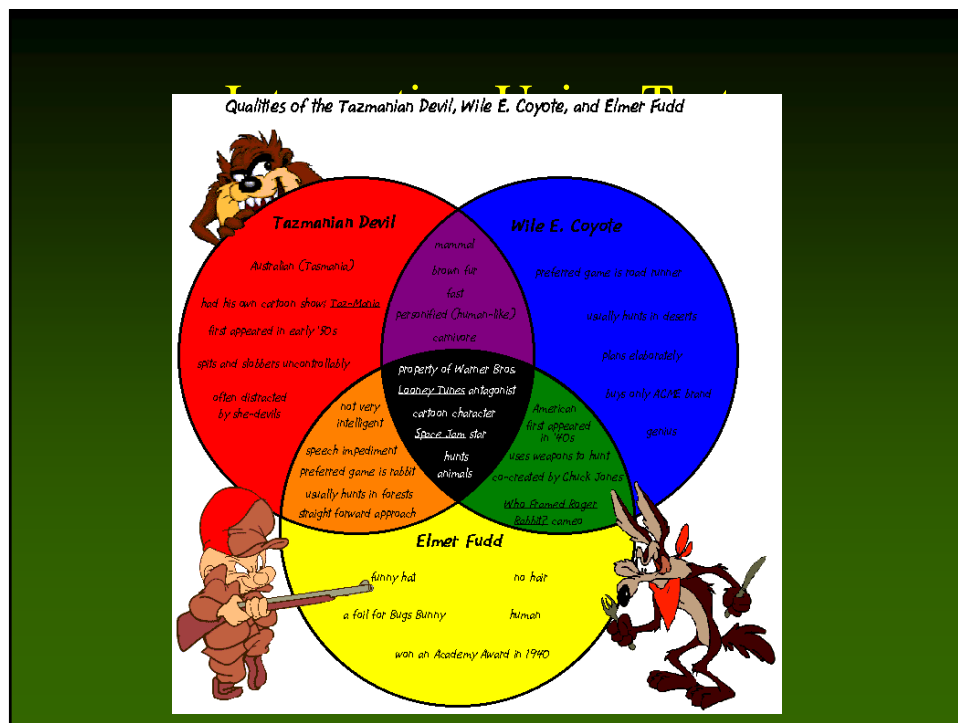 Qualities of the Tazmanian Devil, Wile E. Coyote, and Elmer Fudd
Tazmanian Devil
Australian (Tasmania)
had his own cartoon show: Taz-Mania
first appeared in early '50s
spits and slobbers uncontrollably
often distracted
by she-devils
mammal
brown fur
fast
personified (human-like)
carnivore
Wile E. Coyote
preferred game is road runner
usually hunts in deserts
plans elaborately
buys only ACME brand
genius
property of Warner Bros.
Looney Tunes antagonist
cartoon character
Space Jam star
hunts
animals
not very
intelligent
speech impediment
preferred game is rabbit
usually hunts in forests
straight forward approach
American
first appeared
in '40s
uses weapons to hunt
co-created by Chuck Jones
Who Framed Roger
Rabbit? cameo
Elmer Fudd
funny hat
no hair
a foil for Bugs Bunny
human
won an Academy Award in 1940